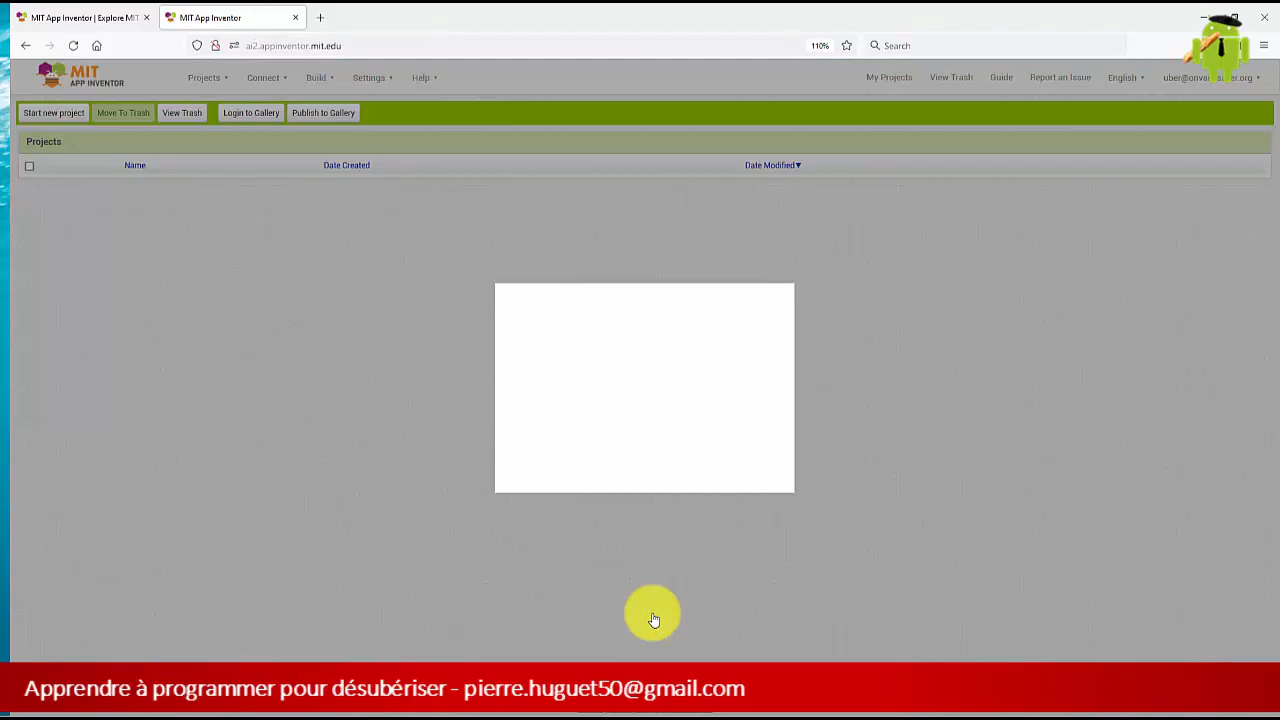 MIT App Inventor | Explore MIT
MIT App Inventor
ai2.appinventor.mit.edu
110%
Search
MIT
APP INVENTOR
Projects
Connect
Build
Settings
Help
My Projects
View Trash
Guide
Report an Issue
English
Start new project
Move To Trash
View Trash
Login to Gallery
Publish to Gallery
Projects
Name
Date Created
Date Modified
Apprendre à programmer pour désubériser - pierre.huguet50@gmail.com